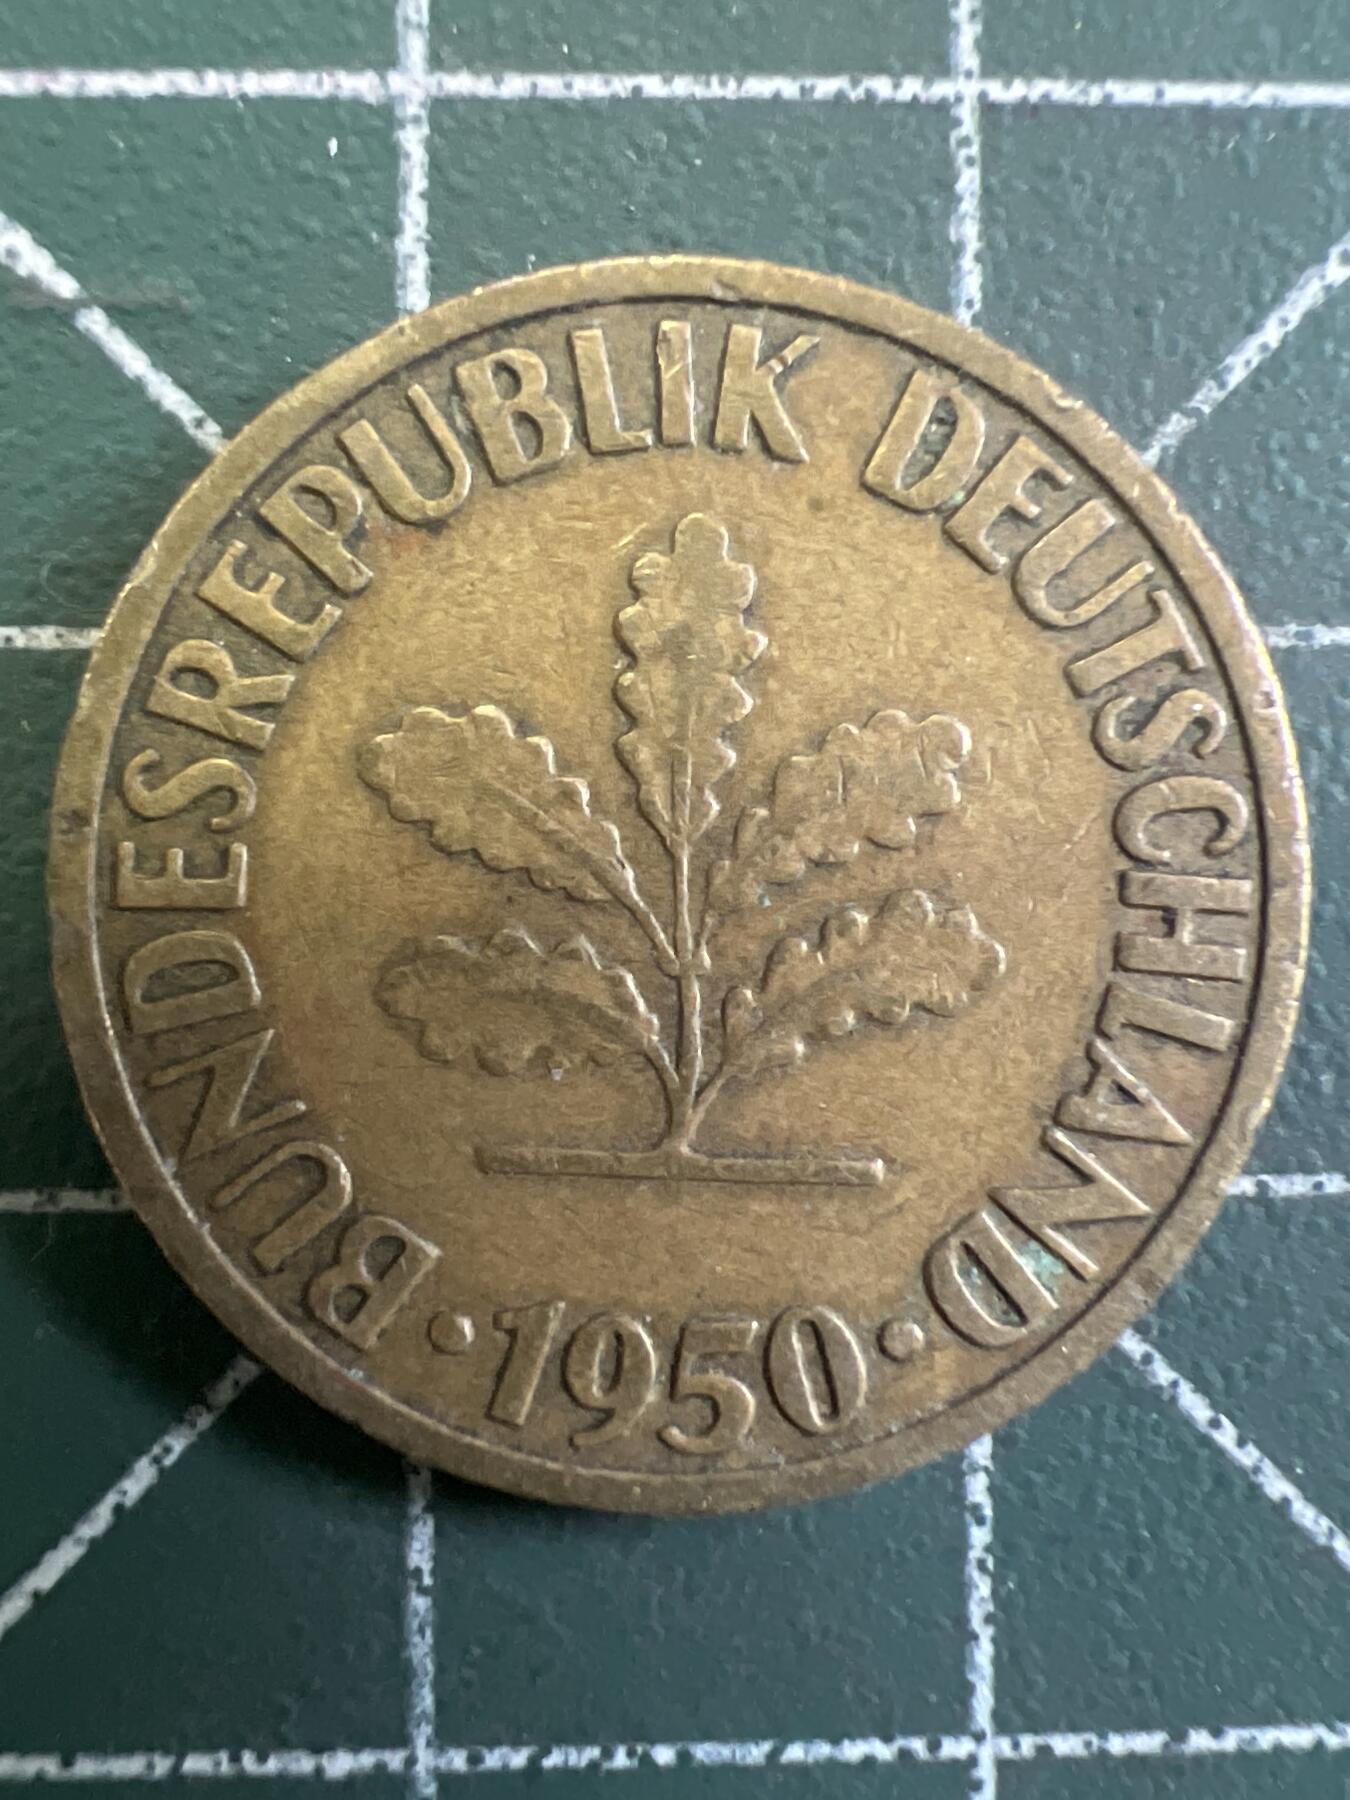 BUNDESREPUBLIK DEUTSCHLAND
· 1950 ·